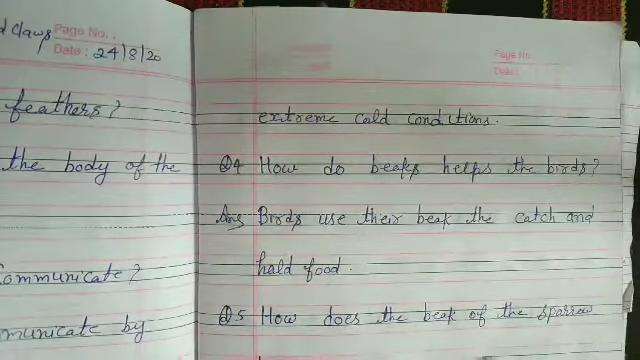 d claws
Page No.:
Date: 24/8/20
feathers?
the body of the
communicate?
municate by
Page No.
Date:
extreme cold conditions.
Q4 How do beaks helps the birds?
Ans Birds use their beak the catch and
hold food.
Q5 How does the beak of the sparrow